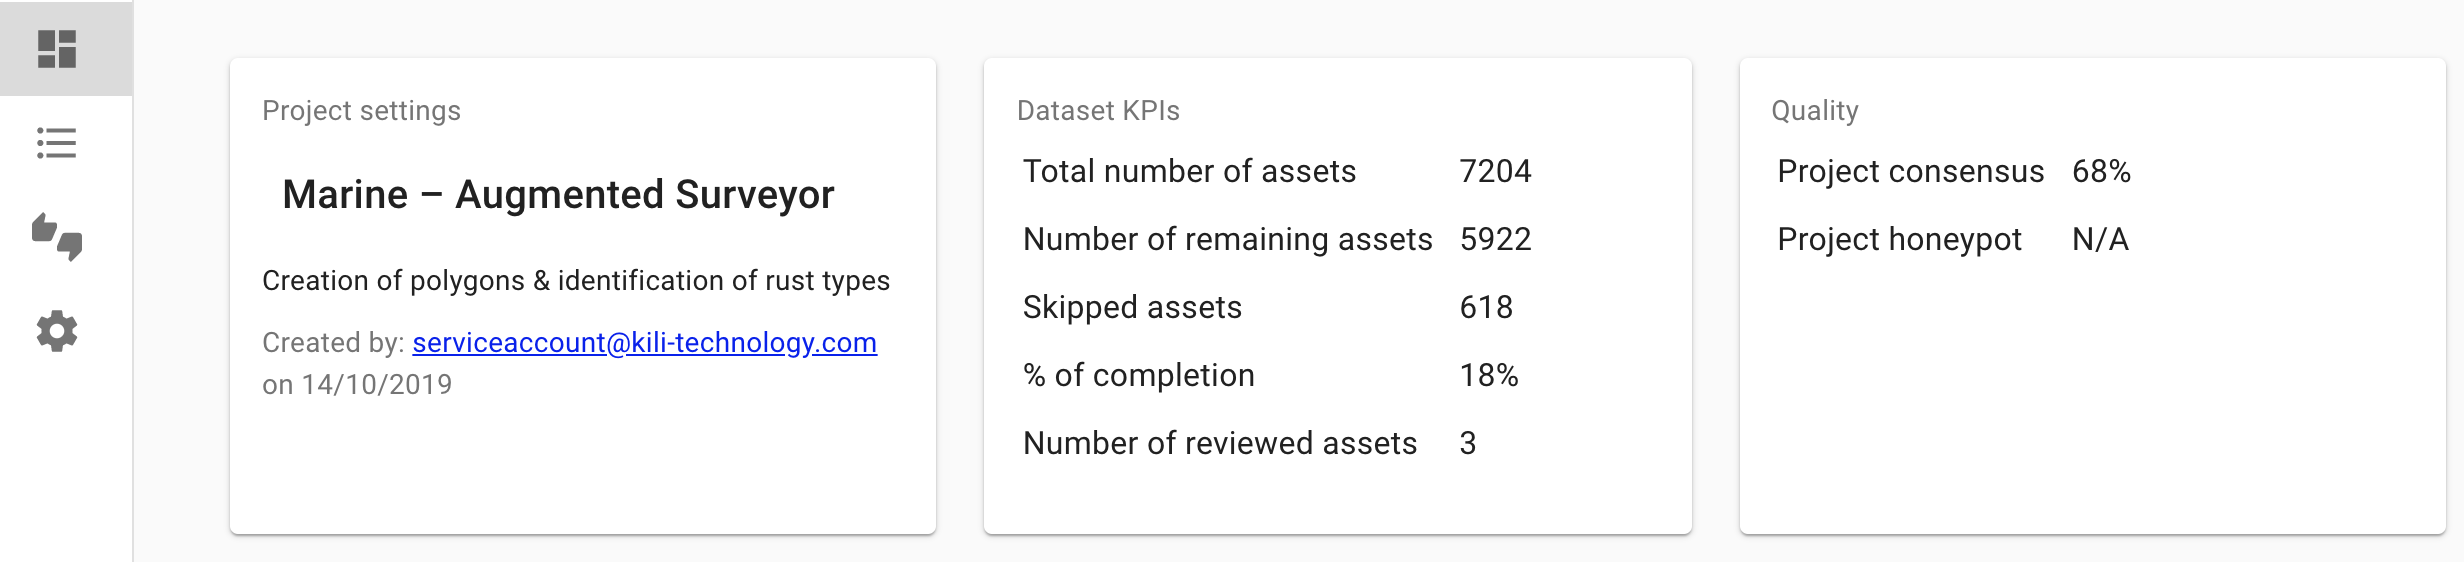 Project settings
Marine – Augmented Surveyor
Creation of polygons & identification of rust types
Created by: serviceaccount@kili-technology.com
on 14/10/2019
Dataset KPIs
Total number of assets 7204
Number of remaining assets 5922
Skipped assets 618
% of completion 18%
Number of reviewed assets 3
Quality
Project consensus 68%
Project honeypot N/A